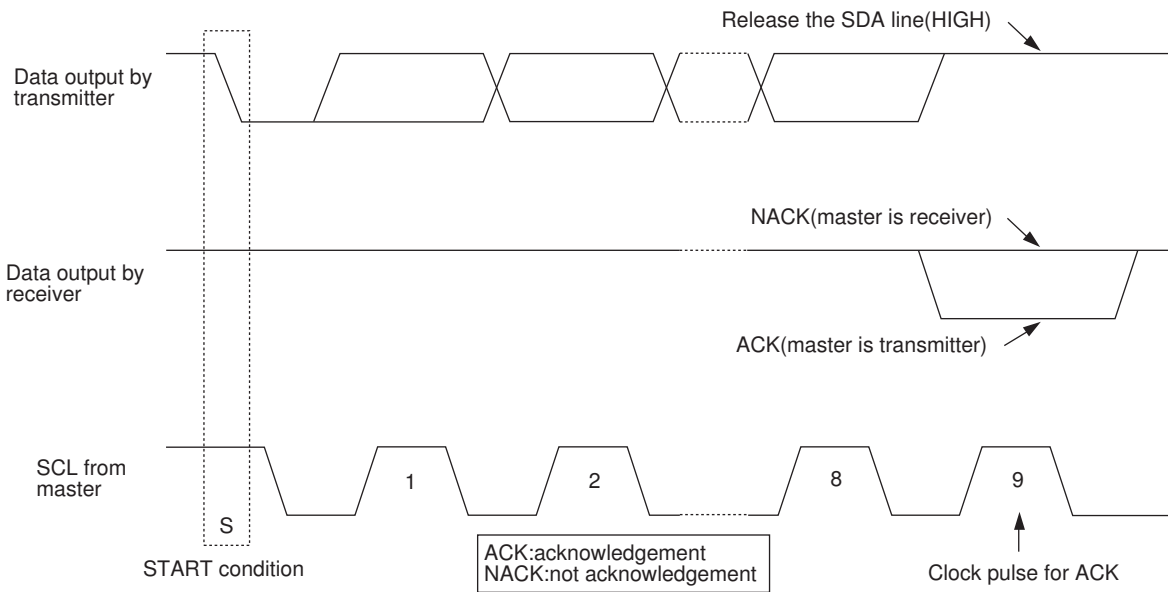 Release the SDA line(HIGH)
Data output by
transmitter
NACK(master is receiver)
Data output by
receiver
ACK(master is transmitter)
SCL from
master
1
2
8
9
S
START condition
ACK:acknowledgement
NACK:not acknowledgement
Clock pulse for ACK